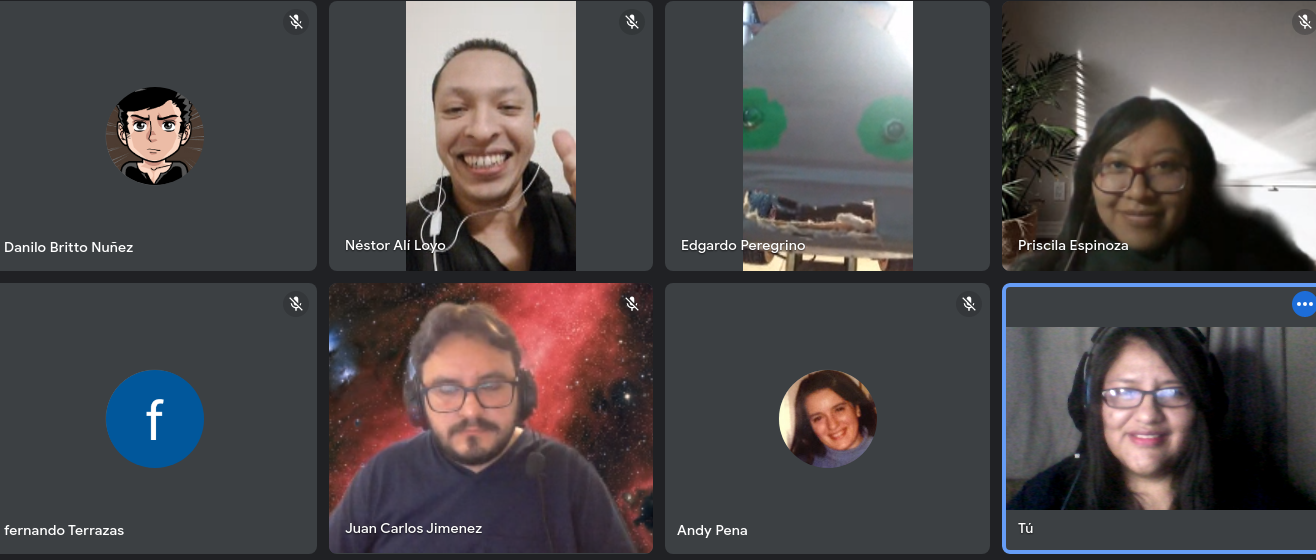 Danilo Britto Nuñez
Néstor Alí Loyo
Edgardo Peregrino
Priscila Espinoza
f
fernando Terrazas
Juan Carlos Jimenez
Andy Pena
Tú